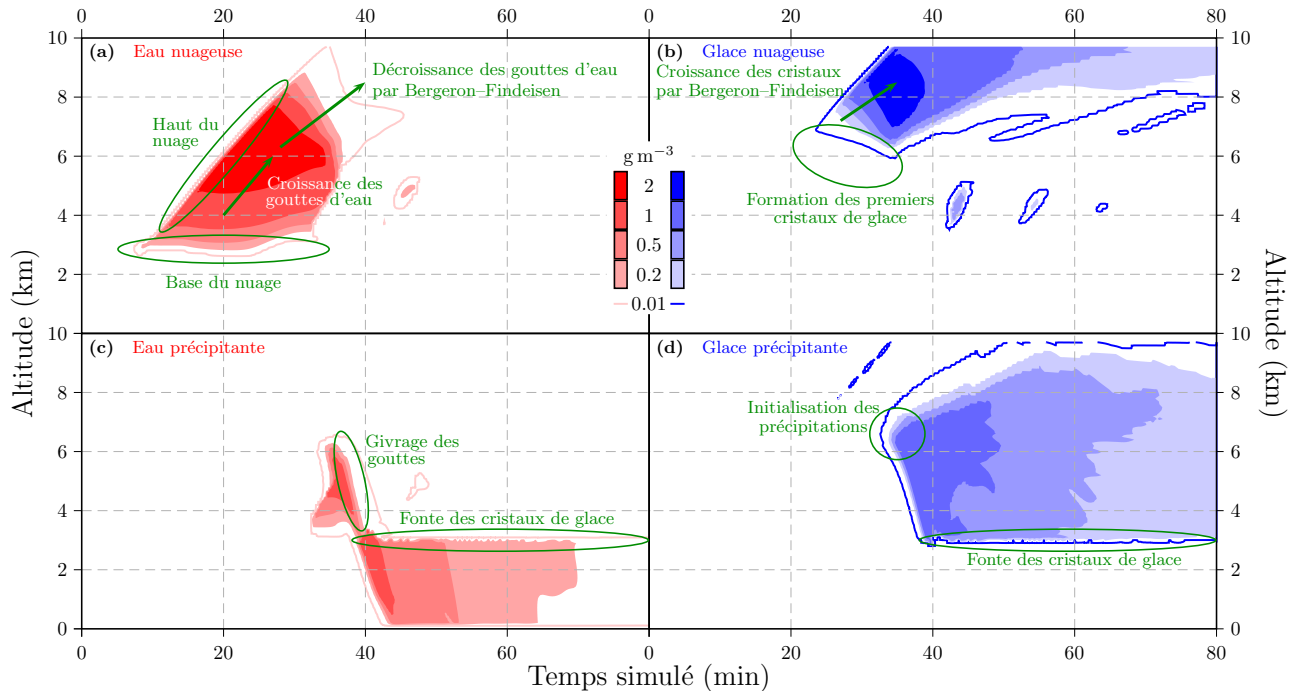 0 20 40 60 0 20 40 60 80
10 (a) Eau nuageuse (b) Glace nuageuse 10
Décroissance des gouttes d'eau
par Bergeron–Findeisen
Croissance des cristaux
par Bergeron–Findeisen
8 8
Haut du
nuage
6 6
g m⁻³
2
Croissance des
gouttes d'eau
Formation des premiers
cristaux de glace
4 1 4
0.5
Base du nuage
2 0.2 2
0.01
Altitude (km)
Altitude (km)
10 (c) Eau précipitante (d) Glace précipitante 10
8 8
Initialisation des
précipitations
Givrage des
gouttes
6 6
4 4
Fonte des cristaux de glace
Fonte des cristaux de glace
2 2
0 0
0 20 40 60 0 20 40 60 80
Temps simulé (min)